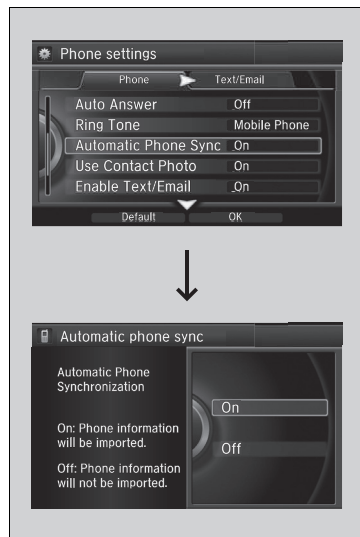 Phone settings
Phone Text/Email
Auto Answer Off
Ring Tone Mobile Phone
Automatic Phone Sync On
Use Contact Photo On
Enable Text/Email On
Default OK
Automatic phone sync
Automatic Phone
Synchronization
On: Phone information
will be imported.
Off: Phone information
will not be imported.
On
Off